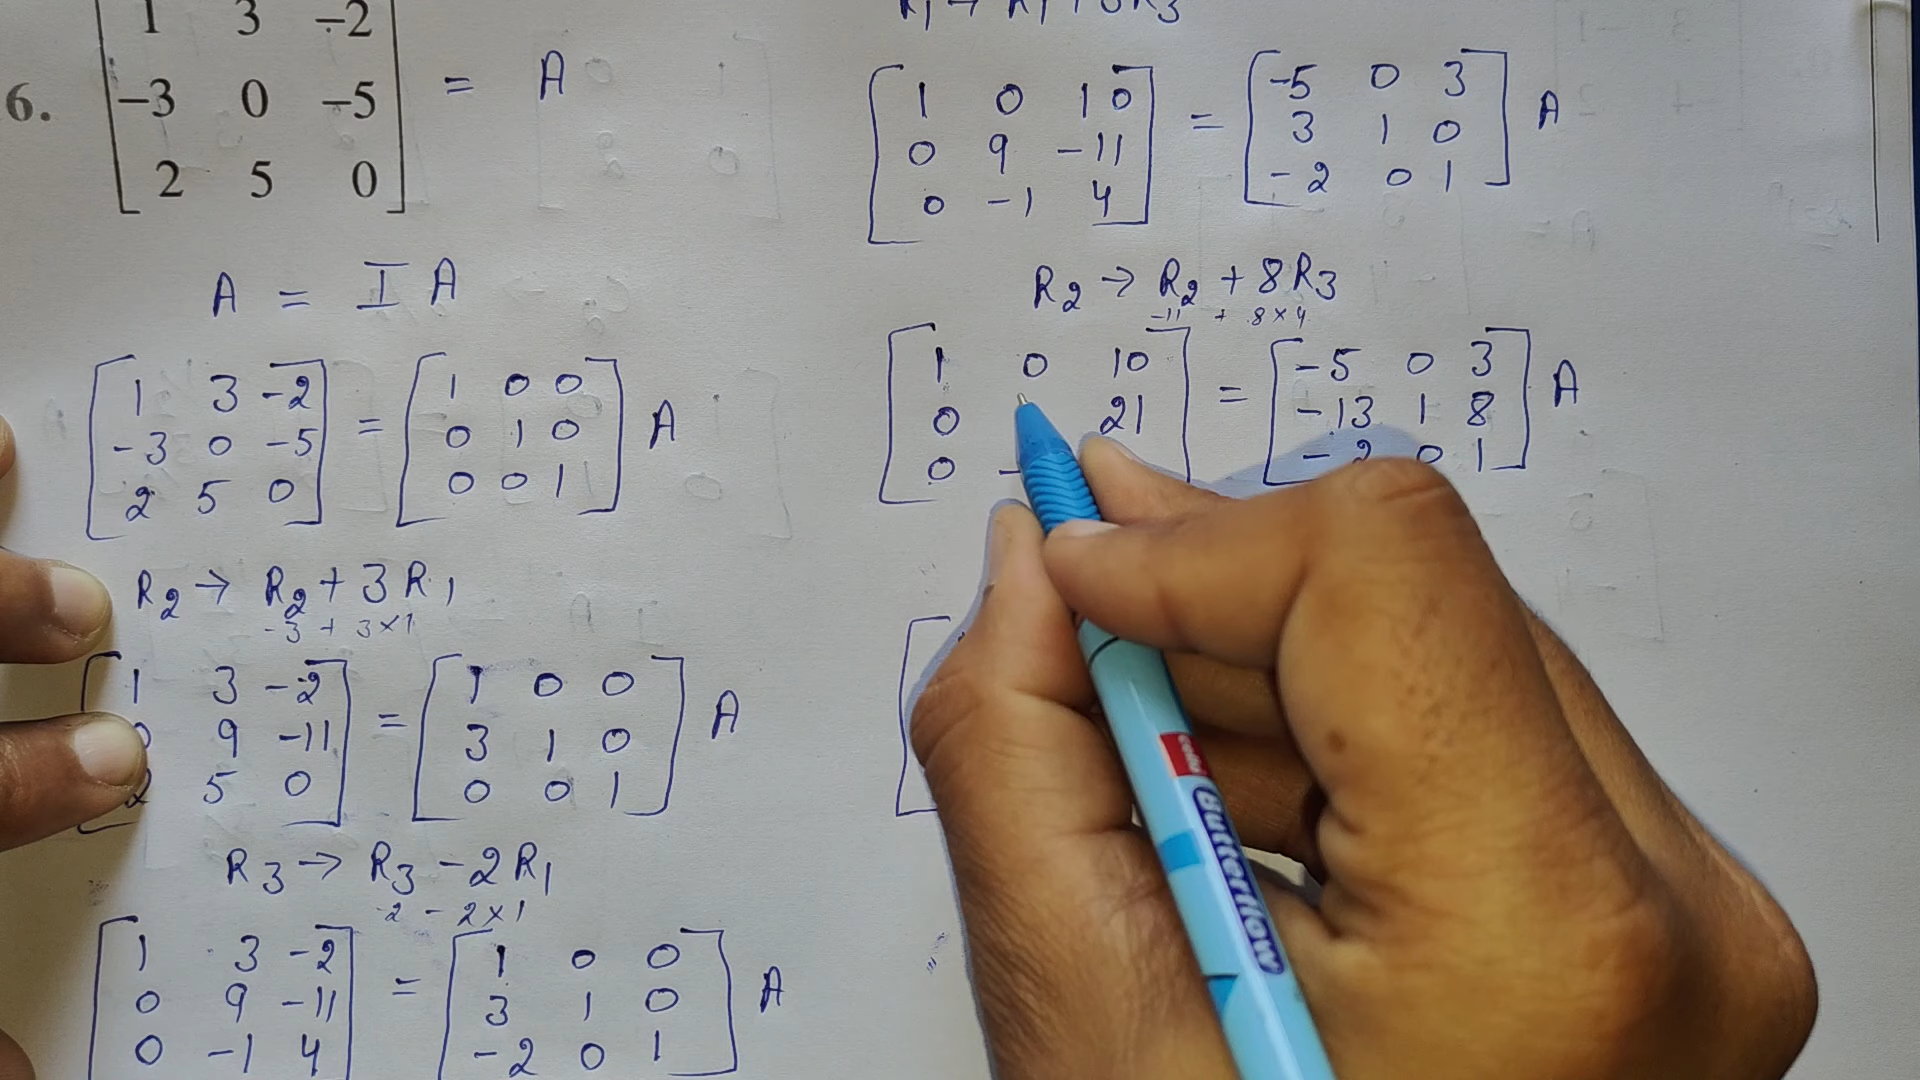 16. 1 3 -2
-3 0 -5 = A
2 5 0
A = I A
1 3 -2 = 1 0 0
-3 0 -5 0 1 0 A
2 5 0 0 0 1
R2 → R2 + 3R1
-3 + 3×1
1 3 -2 1 0 0
9 -11 = 3 1 0 A
2 5 0 0 0 1
R3 → R3 - 2R1
2 - 2×1
1 3 -2 1 0 0
0 9 -11 = 3 1 0 A
0 -1 4 -2 0 1
1 0 10 -5 0 3
0 9 -11 = 3 1 0 A
0 -1 4 -2 0 1
R2 → R2 + 8R3
-11 + 8×4
1 0 10 -5 0 3
0 21 = -13 1 8 A
0 - -2 0 1
cello
Butterflow